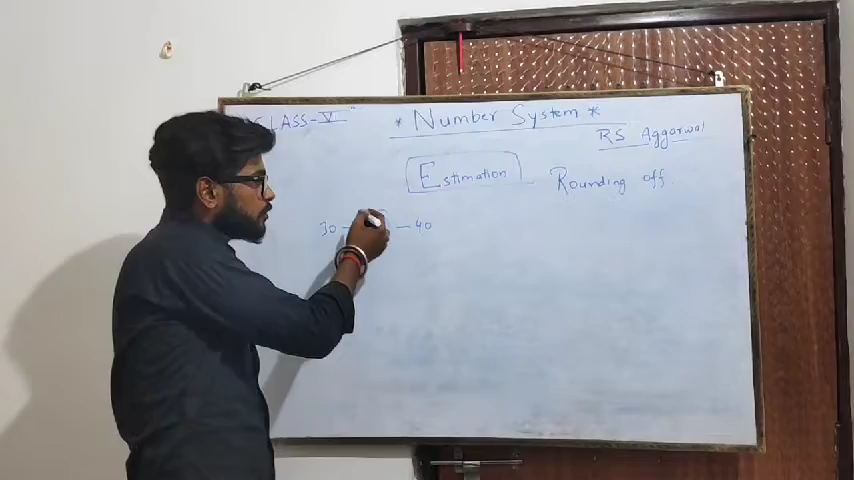 CLASS-V"
* Number System *
RS Aggarwal
Estimation - Rounding off.
30 — — 40